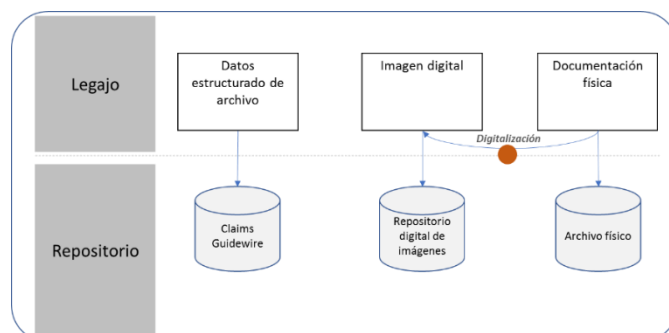 Legajo
Datos
estructurado de
archivo
Imagen digital
Documentación
física
Digitalización
Repositorio
Claims
Guidewire
Repositorio
digital de
imágenes
Archivo físico